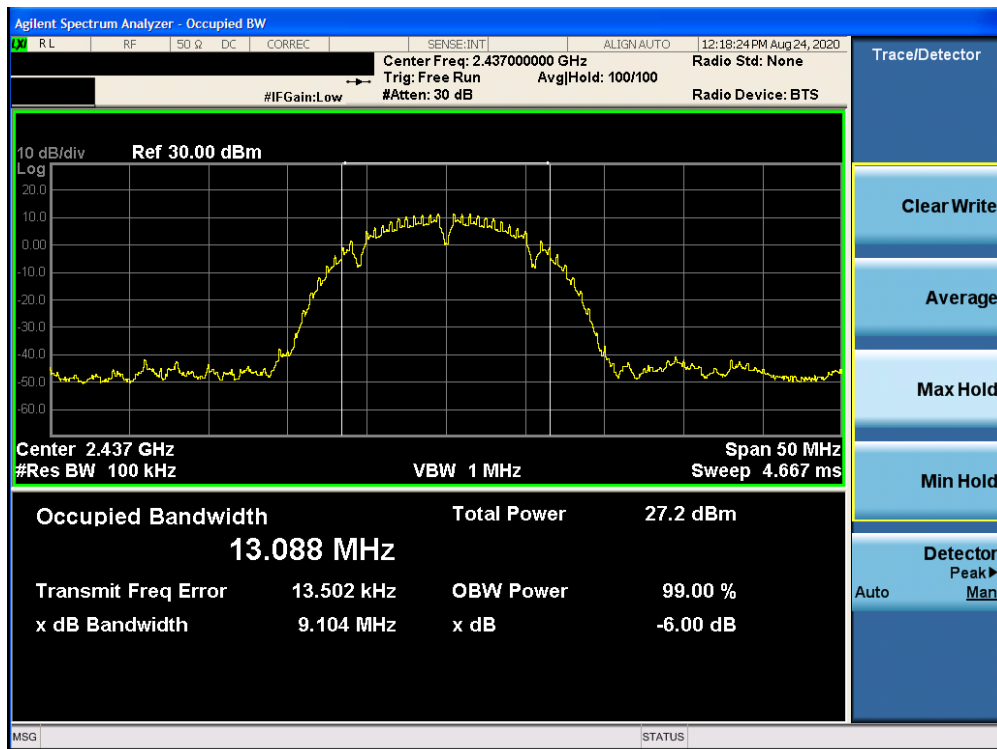 Agilent Spectrum Analyzer - Occupied BW
LXI RL RF 50 Ω DC CORREC SENSE:INT ALIGN AUTO 12:18:24 PM Aug 24, 2020
Center Freq: 2.437000000 GHz Radio Std: None
Trig: Free Run Avg|Hold: 100/100
#IFGain:Low #Atten: 30 dB Radio Device: BTS
10 dB/div Ref 30.00 dBm
Log
20.0
10.0
0.00
-10.0
-20.0
-30.0
-40.0
-50.0
-60.0
Center 2.437 GHz Span 50 MHz
#Res BW 100 kHz VBW 1 MHz Sweep 4.667 ms
Occupied Bandwidth Total Power 27.2 dBm
13.088 MHz
Transmit Freq Error 13.502 kHz OBW Power 99.00 %
x dB Bandwidth 9.104 MHz x dB -6.00 dB
MSG STATUS
Trace/Detector
Clear Write
Average
Max Hold
Min Hold
Detector
Peak▶
Auto Man